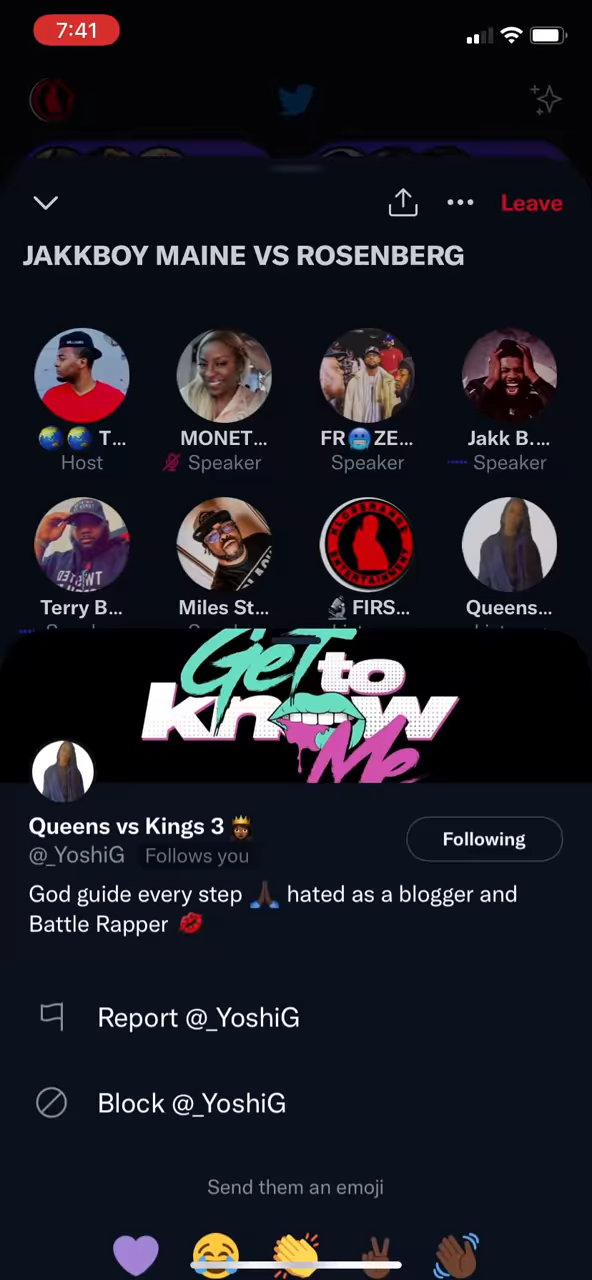 7:41
Leave
JAKKBOY MAINE VS ROSENBERG
🌏🌏 T... MONET... FR🥶ZE... Jakk B....
Host Speaker Speaker Speaker
Terry B... Miles St... 🔬FIRS... Queens...
GeT to
KnoW
Me
Queens vs Kings 3 👸🏾
Following
@_YoshiG Follows you
God guide every step 🙏🏿 hated as a blogger and
Battle Rapper 💋
Report @_YoshiG
Block @_YoshiG
Send them an emoji